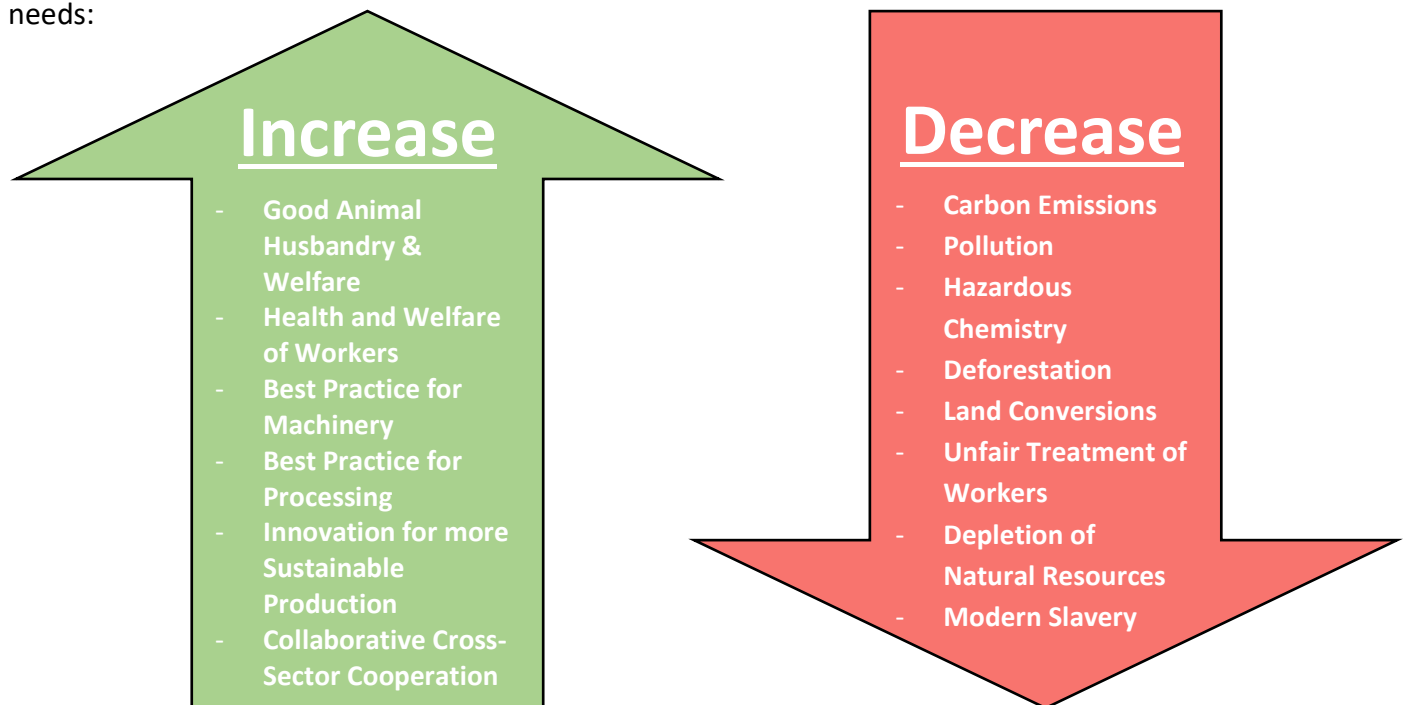 needs:
Increase
- Good Animal
Husbandry &
Welfare
- Health and Welfare
of Workers
- Best Practice for
Machinery
- Best Practice for
Processing
- Innovation for more
Sustainable
Production
- Collaborative Cross-
Sector Cooperation
Decrease
- Carbon Emissions
- Pollution
- Hazardous
Chemistry
- Deforestation
- Land Conversions
- Unfair Treatment of
Workers
- Depletion of
Natural Resources
- Modern Slavery